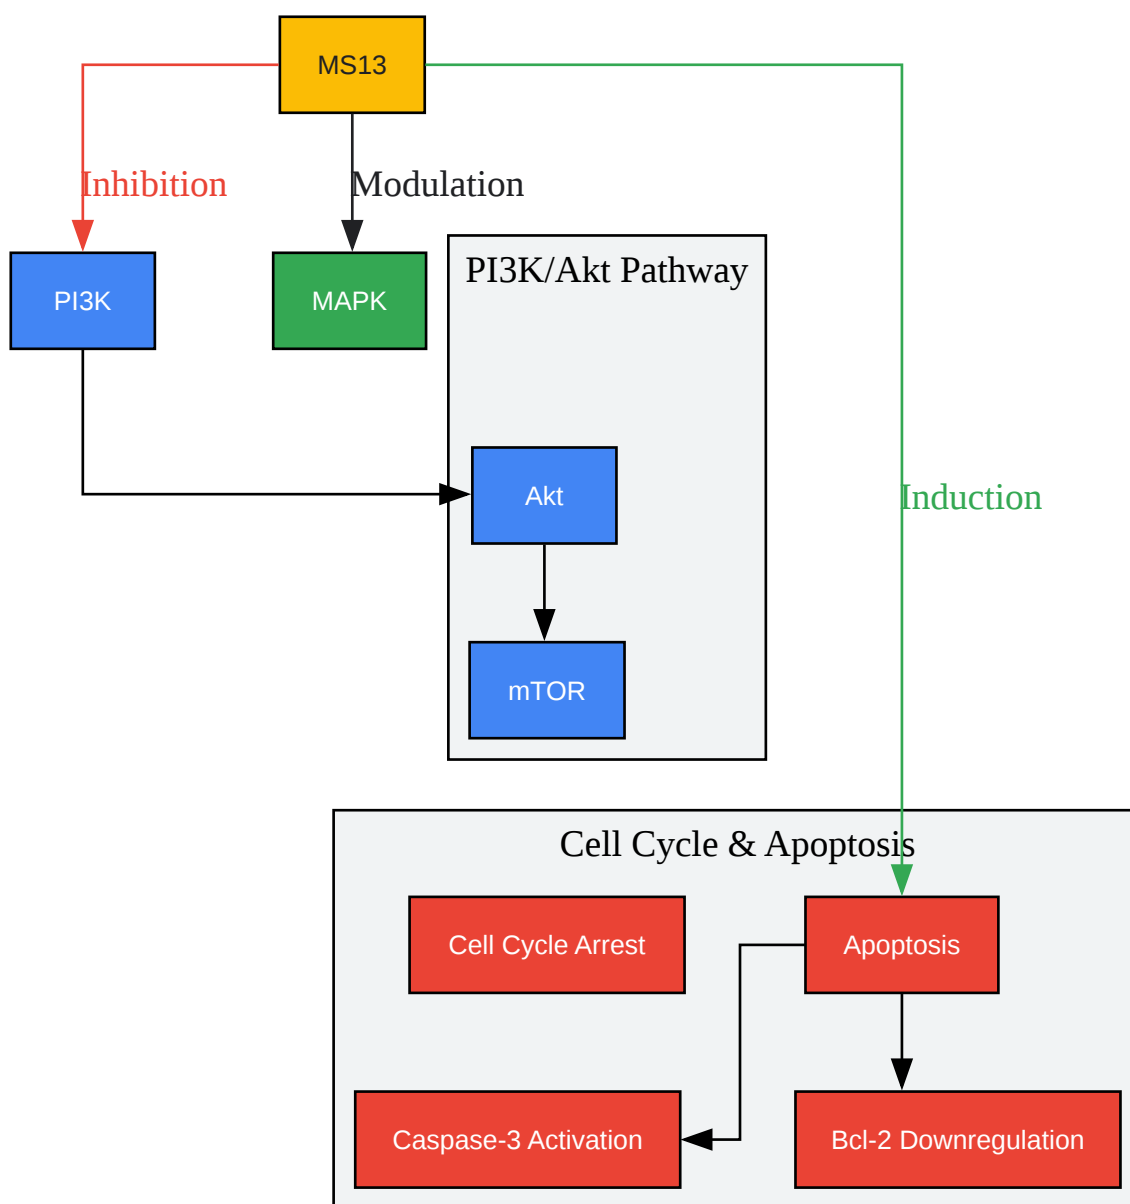 MS13
Inhibition
Modulation
PI3K
MAPK
PI3K/Akt Pathway
Akt
Induction
mTOR
Cell Cycle & Apoptosis
Cell Cycle Arrest
Apoptosis
Caspase-3 Activation
Bcl-2 Downregulation